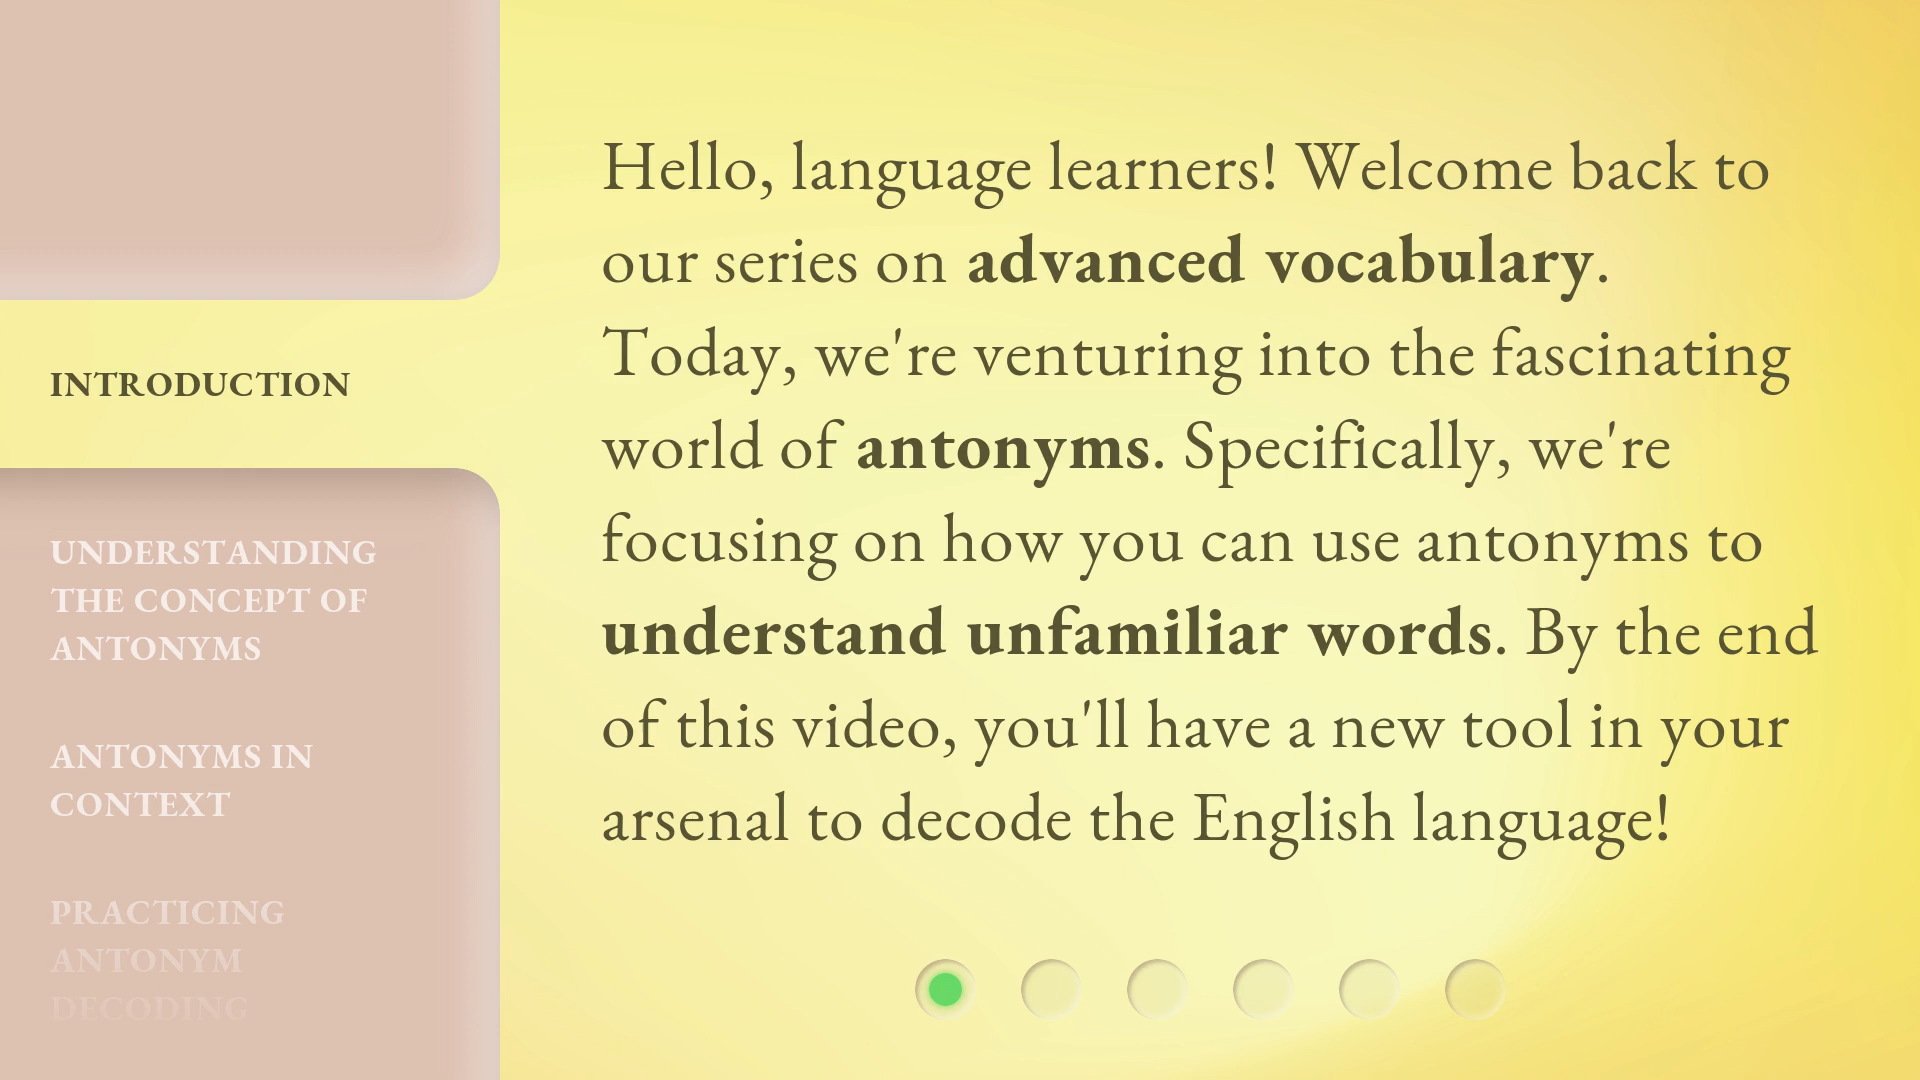 INTRODUCTION
UNDERSTANDING
THE CONCEPT OF
ANTONYMS
ANTONYMS IN
CONTEXT
PRACTICING
ANTONYM
DECODING
Hello, language learners! Welcome back to
our series on advanced vocabulary.
Today, we're venturing into the fascinating
world of antonyms. Specifically, we're
focusing on how you can use antonyms to
understand unfamiliar words. By the end
of this video, you'll have a new tool in your
arsenal to decode the English language!